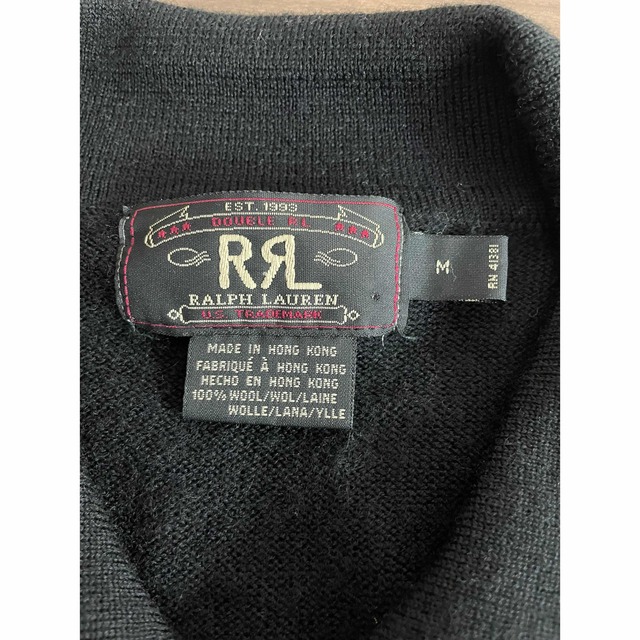 EST. 1993
DOUBLE RL
RRL
RALPH LAUREN
U.S. TRADEMARK
M
RN 41381
MADE IN HONG KONG
FABRIQUÉ À HONG KONG
HECHO EN HONG KONG
100% WOOL/WOL/LAINE
WOLLE/LANA/YLLE